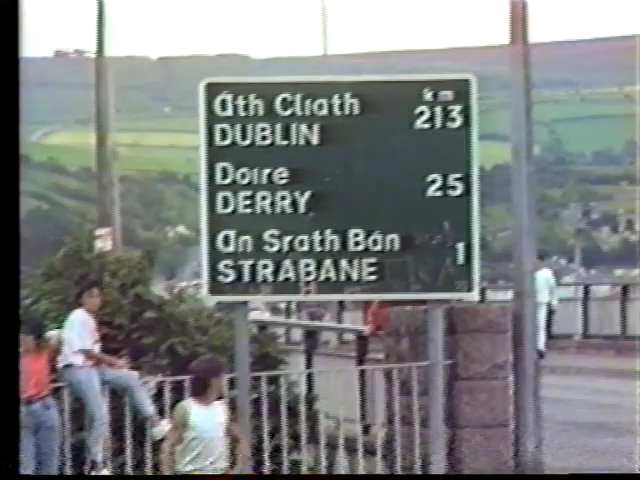 km
Áth Cliath
DUBLIN 213
Doire
DERRY 25
An Srath Bán
STRABANE 1